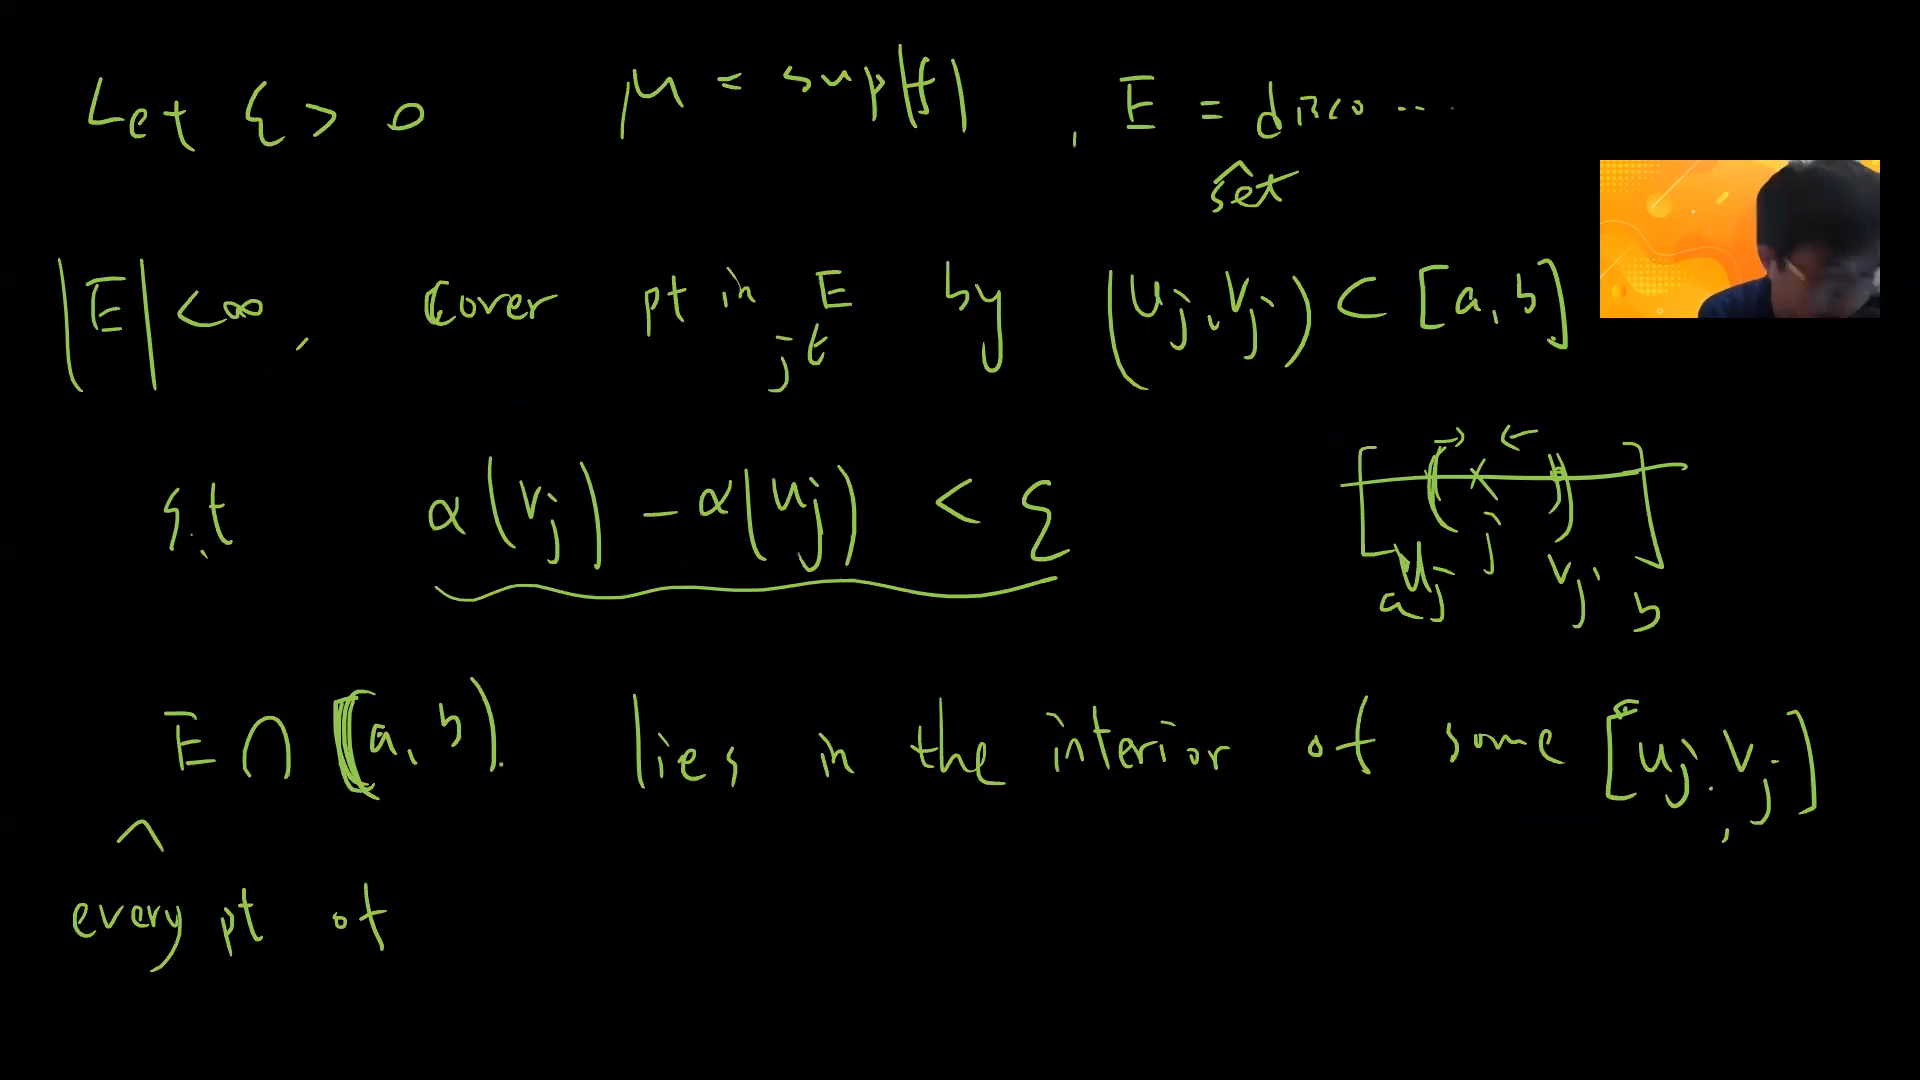 Let ε > 0 M = sup|f| , E = disco ...
set
|E| < ∞, Cover pt in E by (uj, vj) ⊂ [a, b]
jt
s.t α(vj) - α(uj) < ε
j
a uj vj b
E ∩ (a, b). lies in the interior of some [uj, vj]
^
every pt of